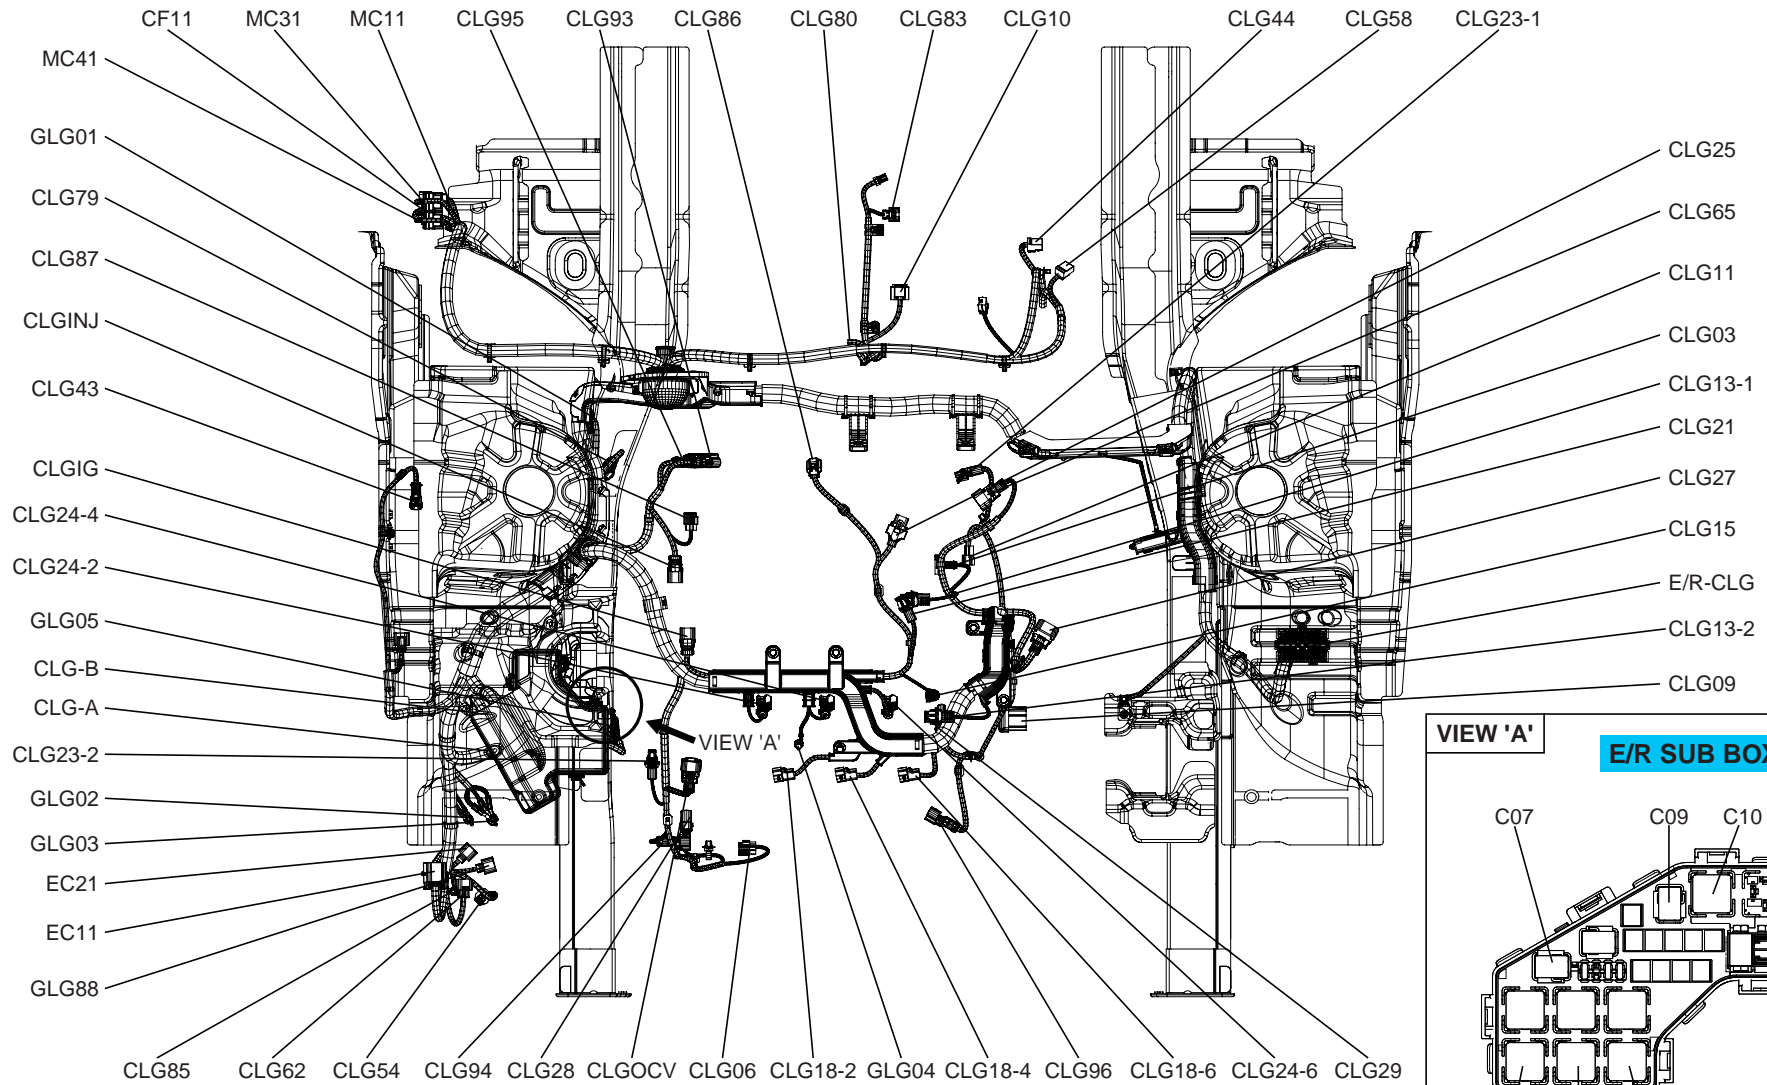 CF11 MC31 MC11 CLG95 CLG93 CLG86 CLG80 CLG83 CLG10 CLG44 CLG58 CLG23-1
MC41
GLG01
CLG79
CLG87
CLGINJ
CLG43
CLGIG
CLG24-4
CLG24-2
GLG05
CLG-B
CLG-A
CLG23-2
GLG02
GLG03
EC21
EC11
GLG88
CLG25
CLG65
CLG11
CLG03
CLG13-1
CLG21
CLG27
CLG15
E/R-CLG
CLG13-2
CLG09
VIEW 'A'
VIEW 'A'
E/R SUB BOX
C07 C09 C10
CLG85 CLG62 CLG54 CLG94 CLG28 CLGOCV CLG06 CLG18-2 GLG04 CLG18-4 CLG96 CLG18-6 CLG24-6 CLG29